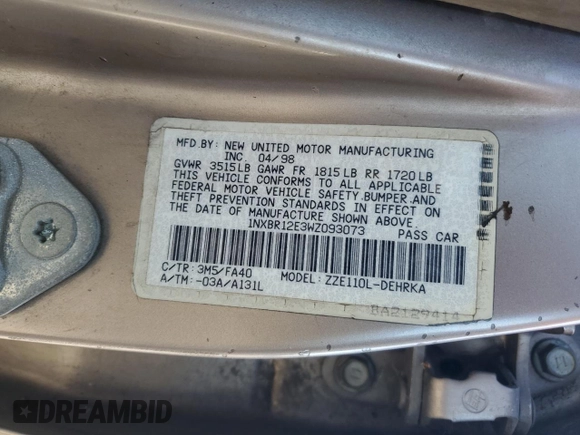 MFD.BY: NEW UNITED MOTOR MANUFACTURING
INC. 04/98
GVWR 3515LB GAWR FR 1815LB RR 1720LB
THIS VEHICLE CONFORMS TO ALL APPLICABLE
FEDERAL MOTOR VEHICLE SAFETY,BUMPER,AND
THEFT PREVENTION STANDARDS IN EFFECT ON
THE DATE OF MANUFACTURE SHOWN ABOVE.
1NXBR12E3WZ093073 PASS CAR
C/TR: 3M5/FA40 MODEL: ZZE110L-DEHRKA
A/TM: -03A/A131L
BA2129414
DREAMBID